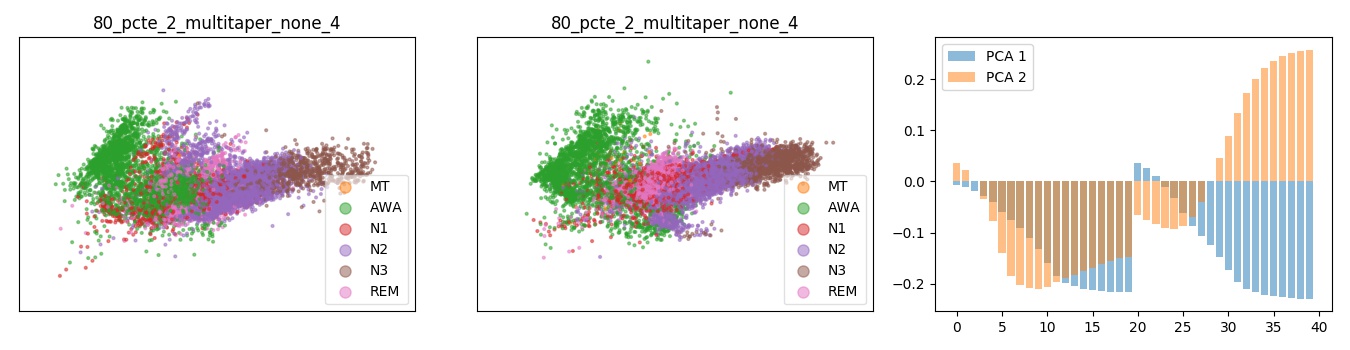 80_pcte_2_multitaper_none_4
MT
AWA
N1
N2
N3
REM
80_pcte_2_multitaper_none_4
MT
AWA
N1
N2
N3
REM
PCA 1
PCA 2
0.2
0.1
0.0
−0.1
−0.2
0 5 10 15 20 25 30 35 40